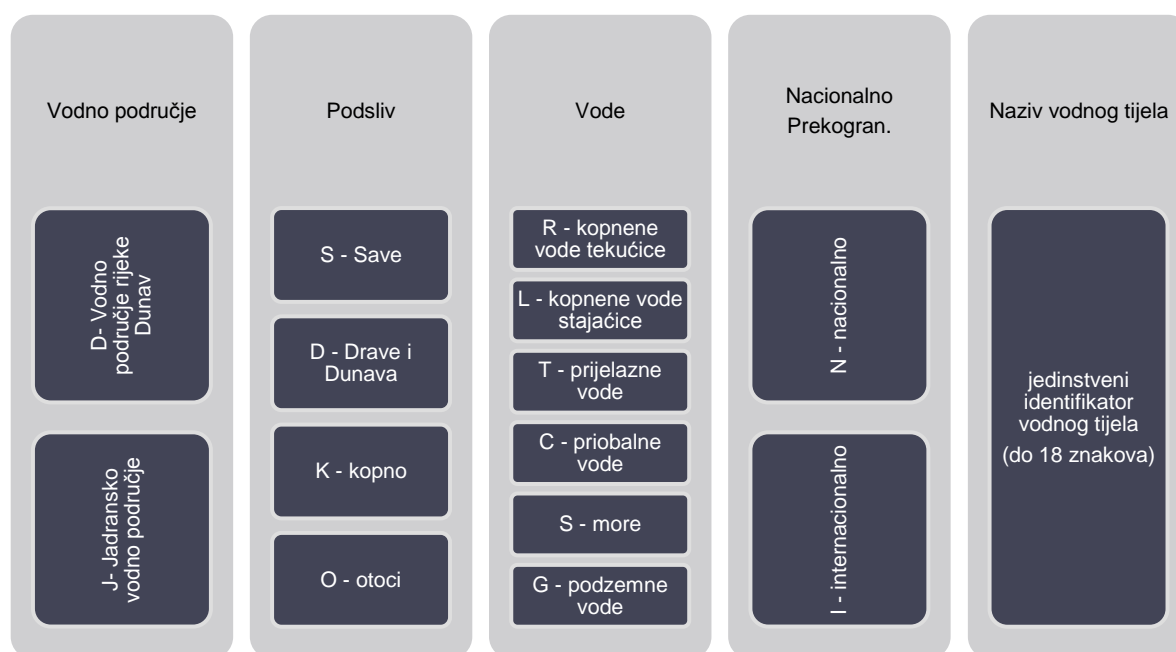 Vodno područje
D- Vodno
područje rijeke
Dunav
J- Jadransko
vodno područje
Podsliv
S - Save
D - Drave i
Dunava
K - kopno
O - otoci
Vode
R - kopnene
vode tekućice
L - kopnene vode
stajaćice
T - prijelazne
vode
C - priobalne
vode
S - more
G - podzemne
vode
Nacionalno
Prekogran.
N - nacionalno
I - internacionalno
Naziv vodnog tijela
jedinstveni
identifikator
vodnog tijela
(do 18 znakova)